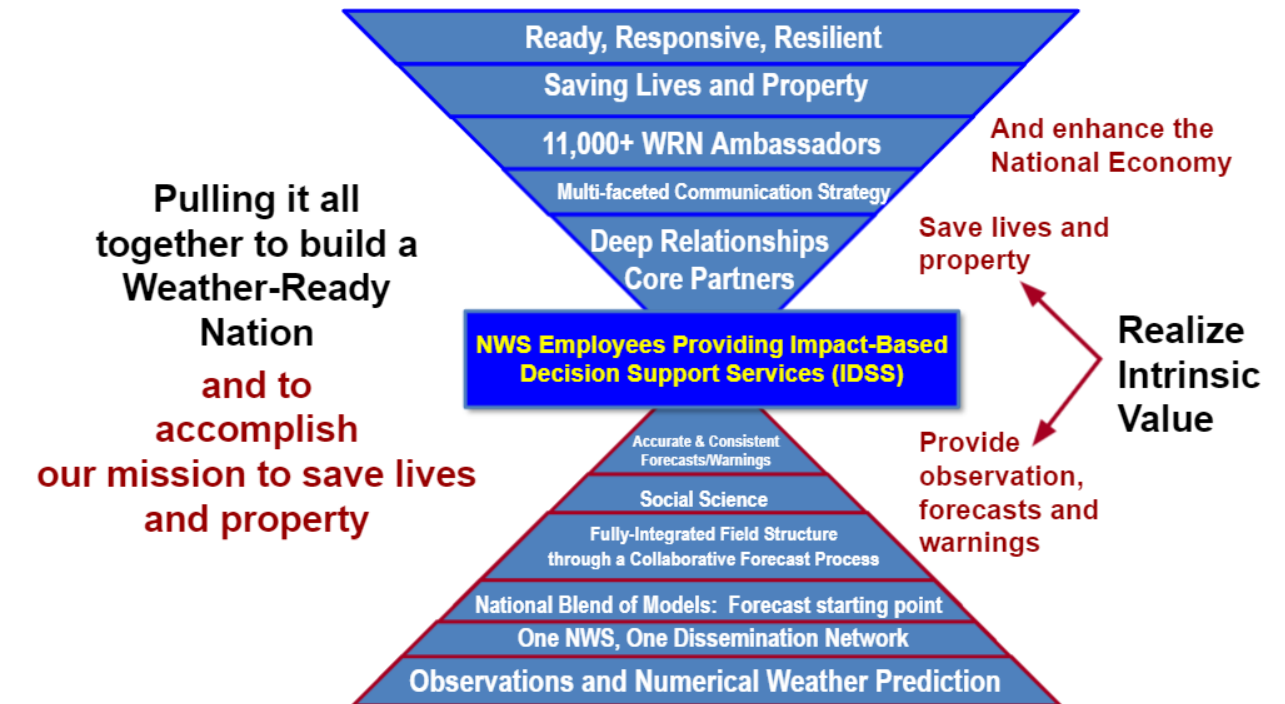 Ready, Responsive, Resilient
Saving Lives and Property
11,000+ WRN Ambassadors
Multi-faceted Communication Strategy
Deep Relationships
Core Partners
NWS Employees Providing Impact-Based
Decision Support Services (IDSS)
Accurate & Consistent
Forecasts/Warnings
Social Science
Fully-Integrated Field Structure
through a Collaborative Forecast Process
National Blend of Models: Forecast starting point
One NWS, One Dissemination Network
Observations and Numerical Weather Prediction
Pulling it all
together to build a
Weather-Ready
Nation
and to
accomplish
our mission to save lives
and property
And enhance the
National Economy
Save lives and
property
Realize
Intrinsic
Value
Provide
observation,
forecasts and
warnings